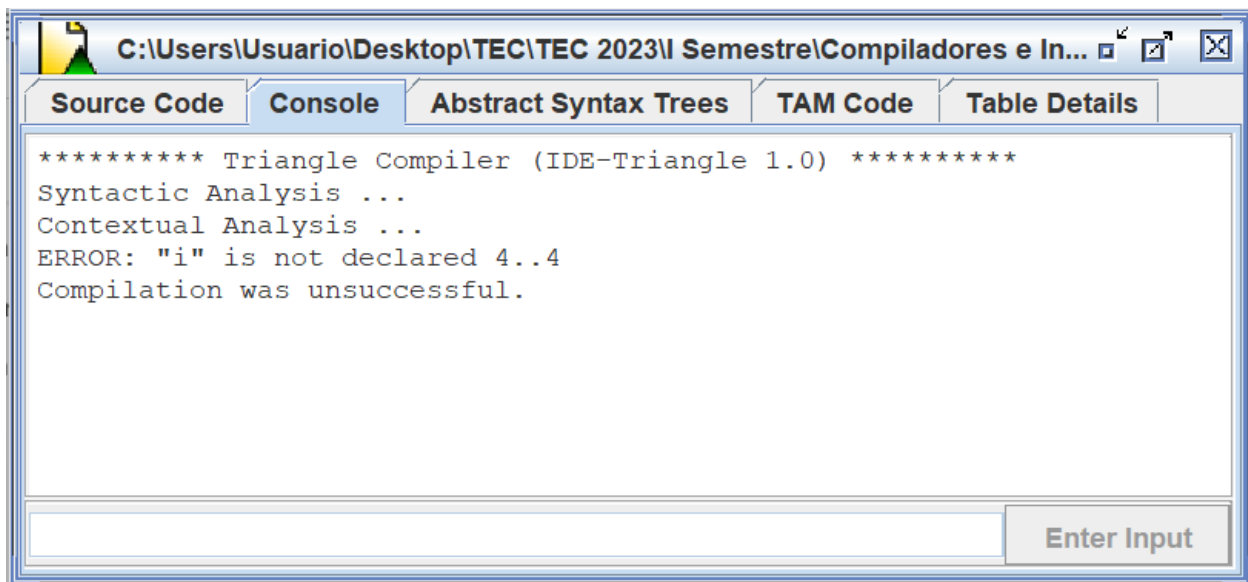 C:\Users\Usuario\Desktop\TEC\TEC 2023\I Semestre\Compiladores e In...
Source Code Console Abstract Syntax Trees TAM Code Table Details
********** Triangle Compiler (IDE-Triangle 1.0) **********
Syntactic Analysis ...
Contextual Analysis ...
ERROR: "i" is not declared 4..4
Compilation was unsuccessful.
Enter Input